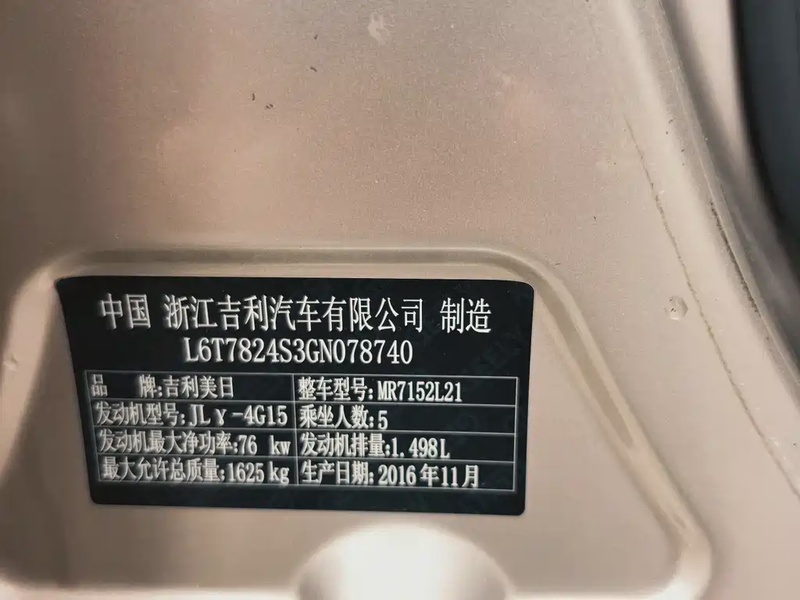 中国 浙江吉利汽车有限公司 制造
L6T7824S3GN078740
品 牌:吉利美日 整车型号:MR7152L21
发动机型号:JLγ-4G15 乘坐人数:5
发动机最大净功率:76 kw 发动机排量:1.498L
最大允许总质量:1625kg 生产日期:2016年11月